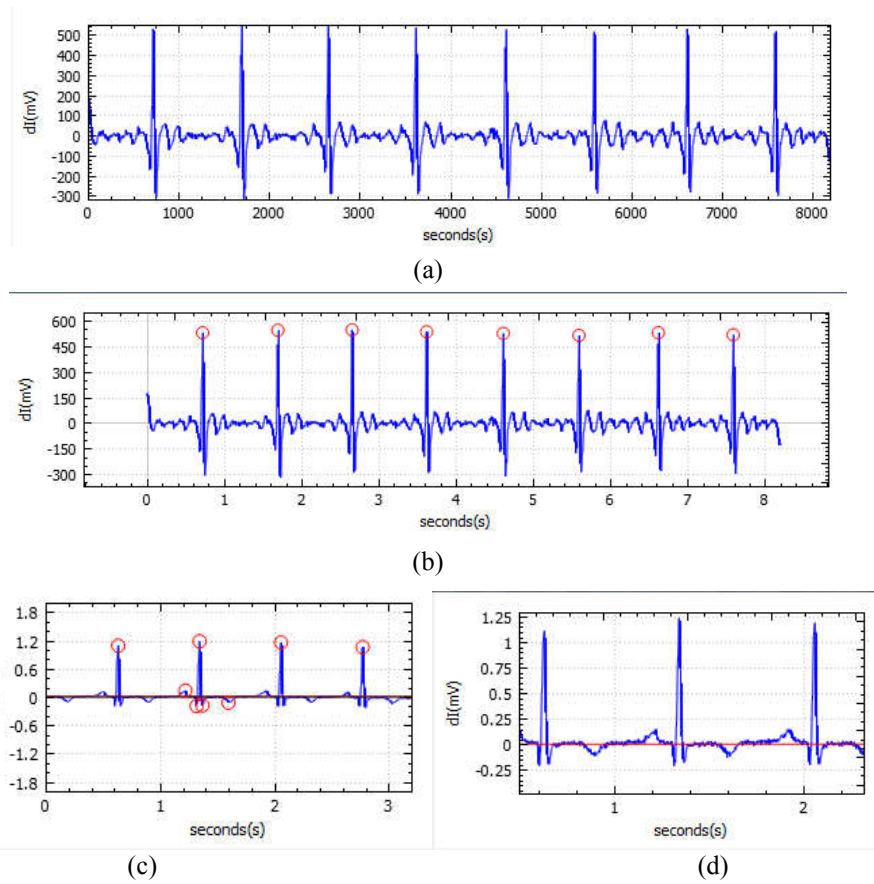 500
400
300
200
100
0
-100
-200
-300
dI(mV)
0 1000 2000 3000 4000 5000 6000 7000 8000
seconds(s)
(a)
600
450
300
150
0
-150
-300
dI(mV)
0 1 2 3 4 5 6 7 8
seconds(s)
(b)
1.8
1.2
0.6
0
-0.6
-1.2
-1.8
0 1 2 3
seconds(s)
(c)
1.25
1
0.75
0.5
0.25
0
-0.25
dI(mV)
1 2
seconds(s)
(d)